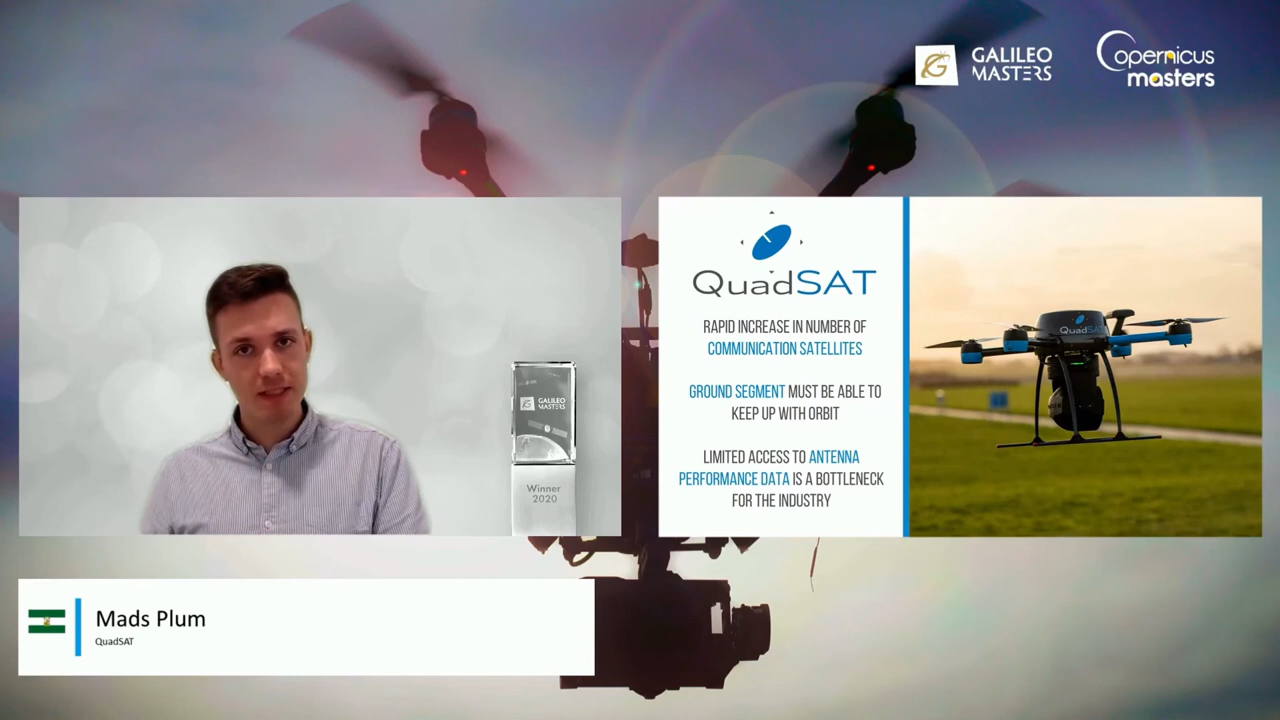 GALILEO
MASTERS
Copernicus
masters
QuadSAT
RAPID INCREASE IN NUMBER OF
COMMUNICATION SATELLITES
GROUND SEGMENT MUST BE ABLE TO
KEEP UP WITH ORBIT
LIMITED ACCESS TO ANTENNA
PERFORMANCE DATA IS A BOTTLENECK
FOR THE INDUSTRY
QuadSAT
GALILEO
MASTERS
Winner
2020
Mads Plum
QuadSAT